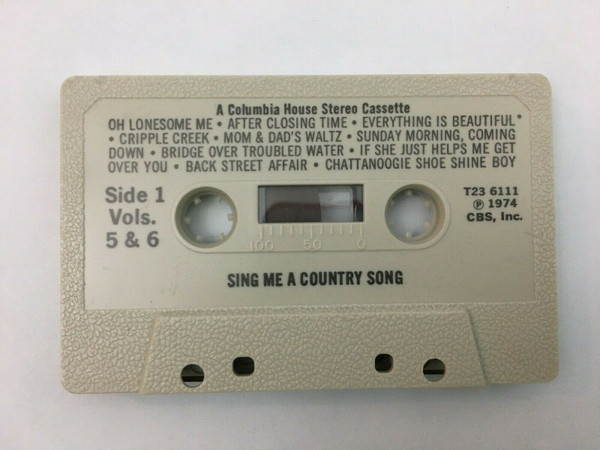 A Columbia House Stereo Cassette
OH LONESOME ME • AFTER CLOSING TIME • EVERYTHING IS BEAUTIFUL •
• CRIPPLE CREEK • MOM & DAD'S WALTZ • SUNDAY MORNING, COMING
DOWN • BRIDGE OVER TROUBLED WATER • IF SHE JUST HELPS ME GET
OVER YOU • BACK STREET AFFAIR • CHATTANOOGIE SHOE SHINE BOY
Side 1
Vols.
5 & 6
T23 6111
Ⓟ 1974
CBS, Inc.
100 50 0
SING ME A COUNTRY SONG